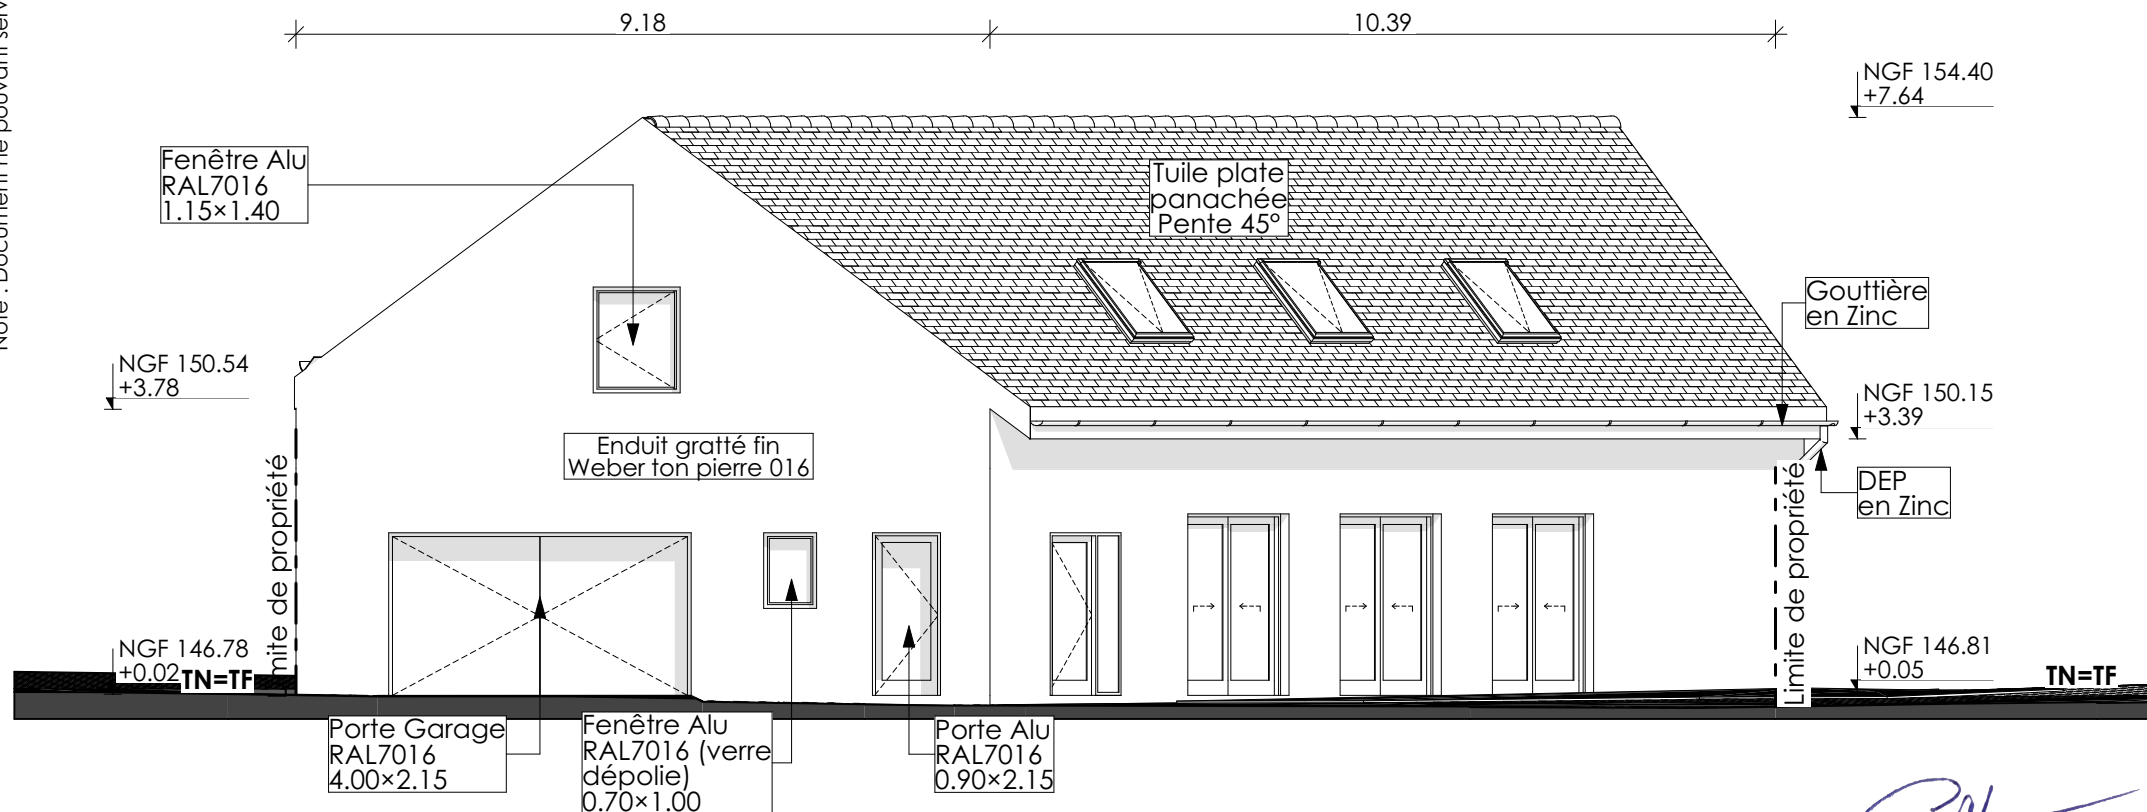 Note : Document ne pouvant
9.18
10.39
NGF 154.40
+7.64
Fenêtre Alu
RAL7016
1.15×1.40
Tuile plate
panachée
Pente 45°
Gouttière
en Zinc
NGF 150.54
+3.78
NGF 150.15
+3.39
Enduit gratté fin
Weber ton pierre 016
DEP
en Zinc
mite de propriété
Limite de propriété
NGF 146.78
+0.02
TN=TF
NGF 146.81
+0.05
TN=TF
Porte Garage
RAL7016
4.00×2.15
Fenêtre Alu
RAL7016 (verre
dépolie)
0.70×1.00
Porte Alu
RAL7016
0.90×2.15